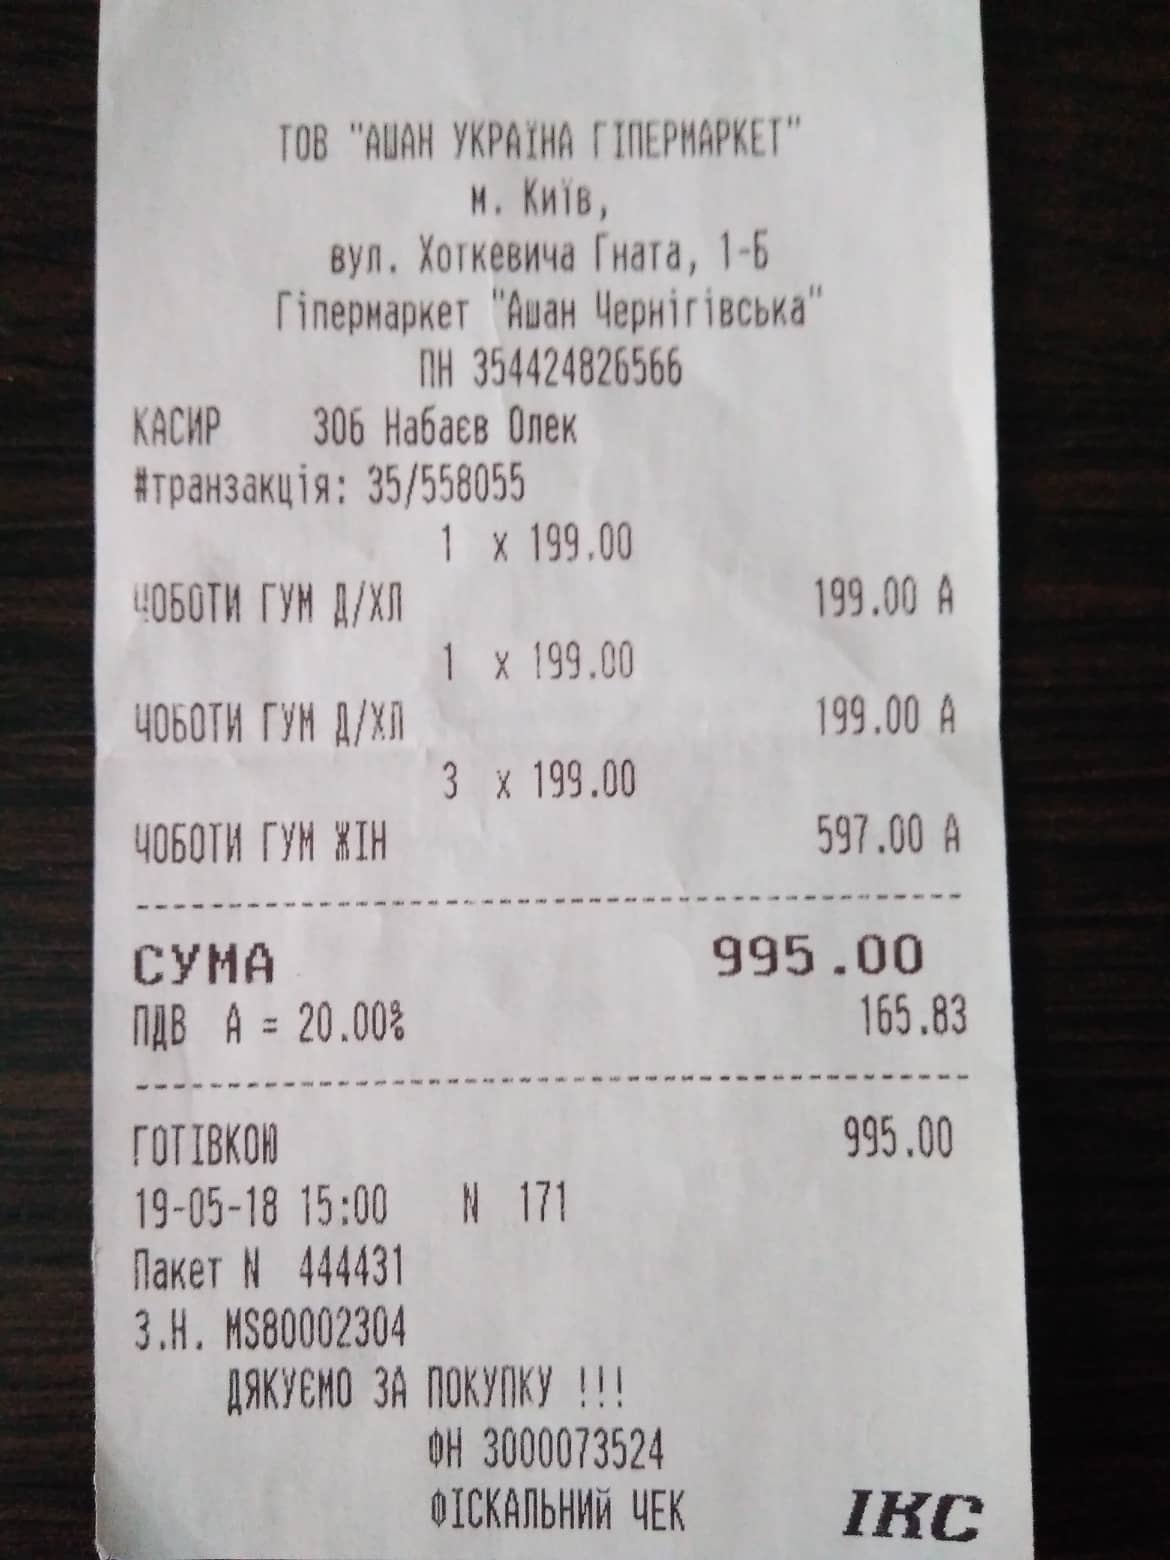 ТОВ "АШАН УКРАЇНА ГІПЕРМАРКЕТ"
м. Київ,
вул. Хоткевича Гната, 1-Б
Гіпермаркет "Ашан Чернігівська"
ПН 354424826566
КАСИР 306 Набаєв Олек
#транзакція: 35/558055
1 x 199.00
ЧОБОТИ ГУМ Д/ХЛ 199.00 А
1 x 199.00
ЧОБОТИ ГУМ Д/ХЛ 199.00 А
3 x 199.00
ЧОБОТИ ГУМ ЖІН 597.00 А
СУМА 995.00
ПДВ А = 20.00% 165.83
ГОТІВКОЮ 995.00
19-05-18 15:00 N 171
Пакет N 444431
З.Н. MS80002304
ДЯКУЄМО ЗА ПОКУПКУ !!!
ФН 3000073524
ФІСКАЛЬНИЙ ЧЕК ІКС